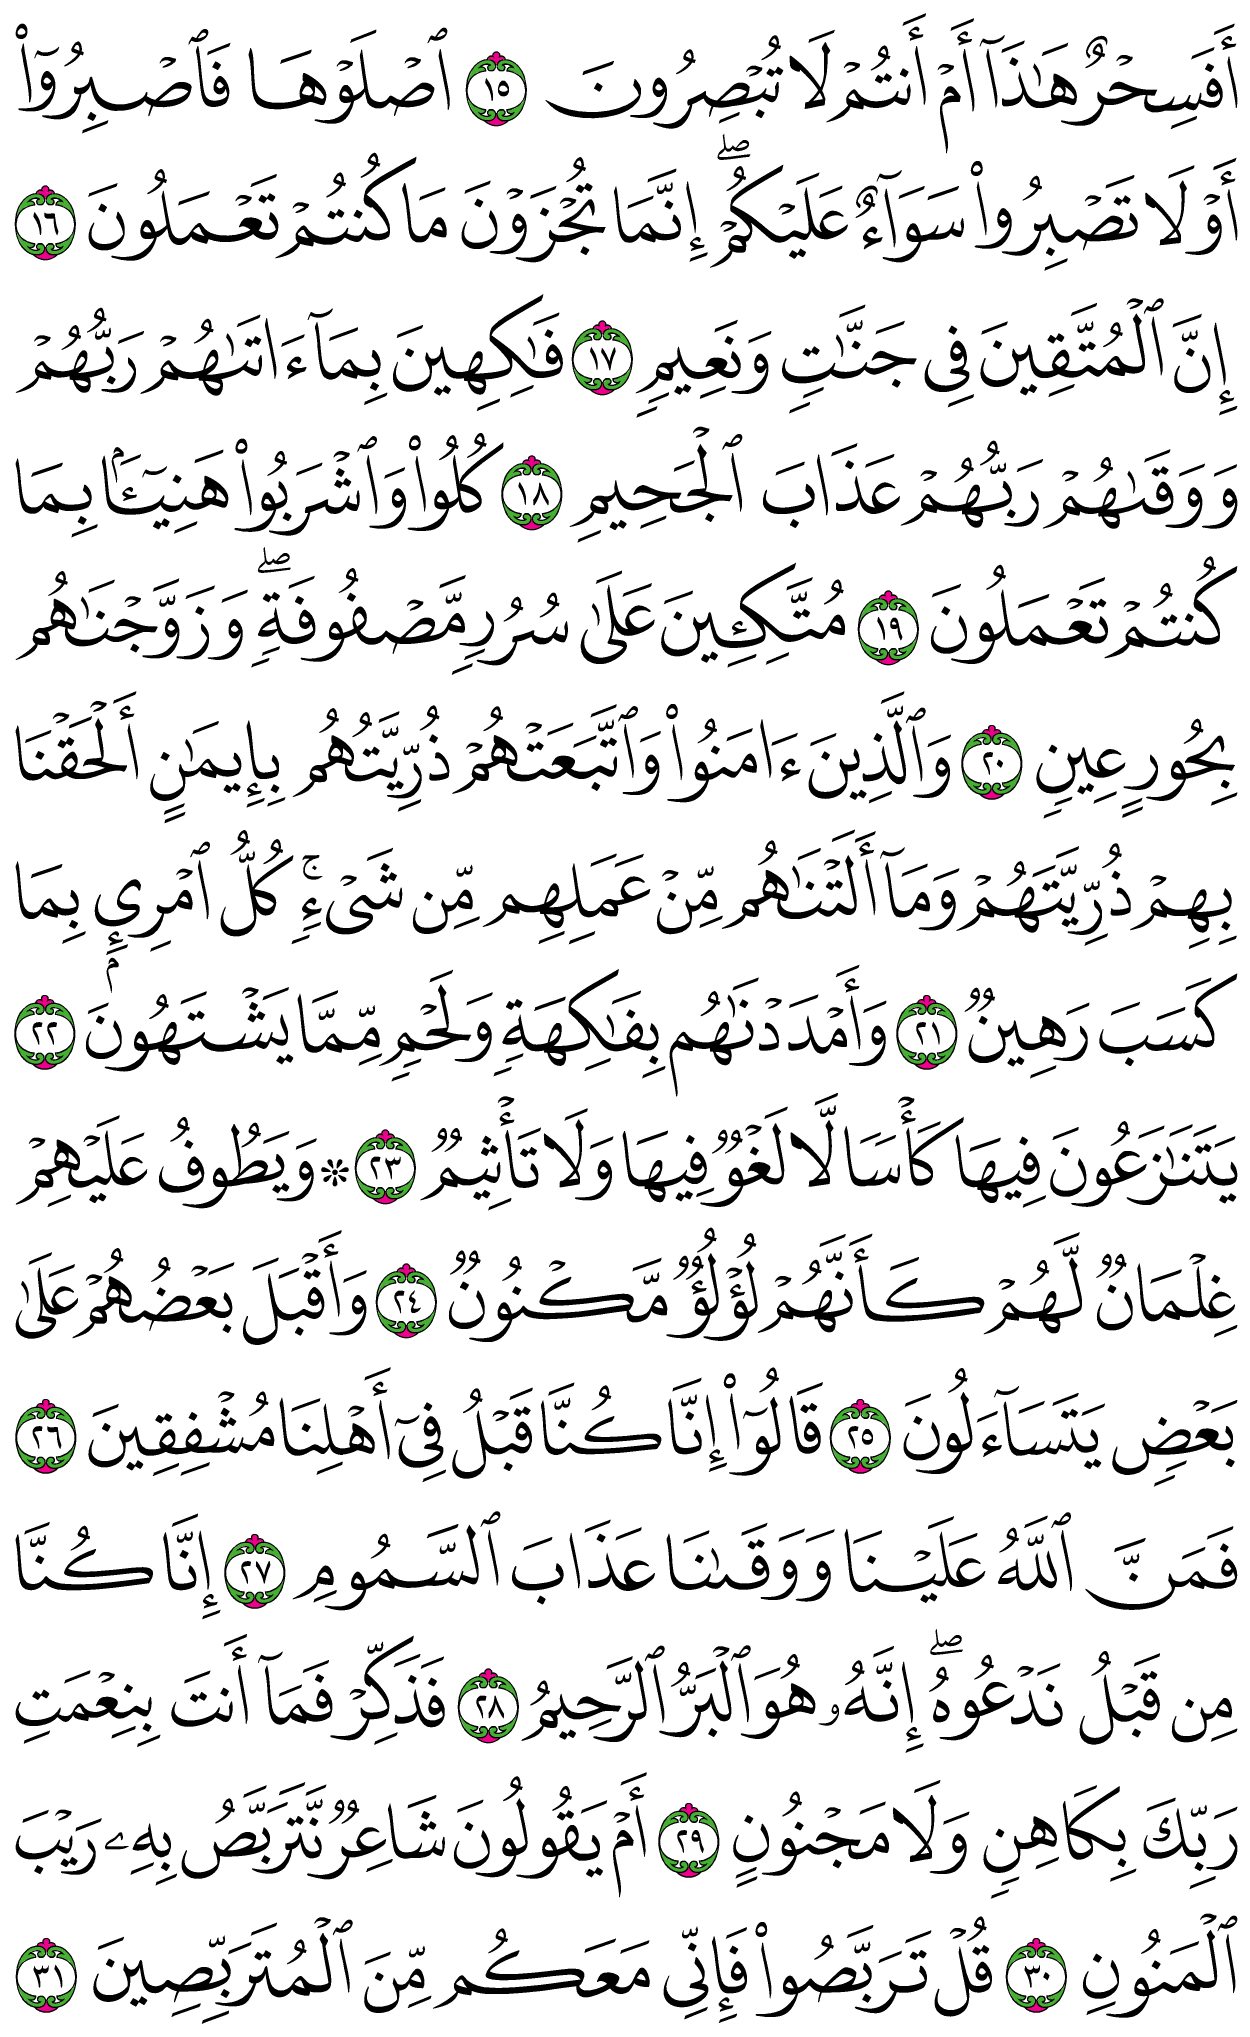 أَفَسِحْرٌ هَٰذَآ أَمْ أَنتُمْ لَا تُبْصِرُونَ ١٥ ٱصْلَوْهَا فَٱصْبِرُوٓا۟
أَوْ لَا تَصْبِرُوا۟ سَوَآءٌ عَلَيْكُمْ ۖ إِنَّمَا تُجْزَوْنَ مَا كُنتُمْ تَعْمَلُونَ ١٦
إِنَّ ٱلْمُتَّقِينَ فِى جَنَّٰتٍ وَنَعِيمٍ ١٧ فَٰكِهِينَ بِمَآ ءَاتَىٰهُمْ رَبُّهُمْ
وَوَقَىٰهُمْ رَبُّهُمْ عَذَابَ ٱلْجَحِيمِ ١٨ كُلُوا۟ وَٱشْرَبُوا۟ هَنِيٓـًٔۢا بِمَا
كُنتُمْ تَعْمَلُونَ ١٩ مُتَّكِـِٔينَ عَلَىٰ سُرُرٍ مَّصْفُوفَةٍ ۖ وَزَوَّجْنَٰهُم
بِحُورٍ عِينٍ ٢٠ وَٱلَّذِينَ ءَامَنُوا۟ وَٱتَّبَعَتْهُمْ ذُرِّيَّتُهُم بِإِيمَٰنٍ أَلْحَقْنَا
بِهِمْ ذُرِّيَّتَهُمْ وَمَآ أَلَتْنَٰهُم مِّنْ عَمَلِهِم مِّن شَىْءٍ ۚ كُلُّ ٱمْرِئٍۭ بِمَا
كَسَبَ رَهِينٌ ٢١ وَأَمْدَدْنَٰهُم بِفَٰكِهَةٍ وَلَحْمٍ مِّمَّا يَشْتَهُونَ ٢٢
يَتَنَٰزَعُونَ فِيهَا كَأْسًا لَّا لَغْوٌ فِيهَا وَلَا تَأْثِيمٌ ٢٣ ۞ وَيَطُوفُ عَلَيْهِمْ
غِلْمَانٌ لَّهُمْ كَأَنَّهُمْ لُؤْلُؤٌ مَّكْنُونٌ ٢٤ وَأَقْبَلَ بَعْضُهُمْ عَلَىٰ
بَعْضٍ يَتَسَآءَلُونَ ٢٥ قَالُوٓا۟ إِنَّا كُنَّا قَبْلُ فِىٓ أَهْلِنَا مُشْفِقِينَ ٢٦
فَمَنَّ ٱللَّهُ عَلَيْنَا وَوَقَىٰنَا عَذَابَ ٱلسَّمُومِ ٢٧ إِنَّا كُنَّا
مِن قَبْلُ نَدْعُوهُ ۖ إِنَّهُۥ هُوَ ٱلْبَرُّ ٱلرَّحِيمُ ٢٨ فَذَكِّرْ فَمَآ أَنتَ بِنِعْمَتِ
رَبِّكَ بِكَاهِنٍ وَلَا مَجْنُونٍ ٢٩ أَمْ يَقُولُونَ شَاعِرٌ نَّتَرَبَّصُ بِهِۦ رَيْبَ
ٱلْمَنُونِ ٣٠ قُلْ تَرَبَّصُوا۟ فَإِنِّى مَعَكُم مِّنَ ٱلْمُتَرَبِّصِينَ ٣١